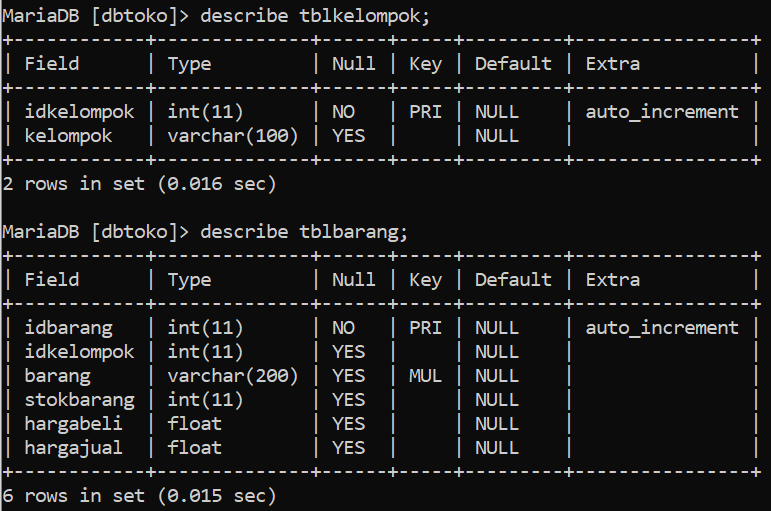 MariaDB [dbtoko]> describe tblkelompok;
+------------+--------------+------+-----+---------+----------------+
| Field      | Type         | Null | Key | Default | Extra          |
+------------+--------------+------+-----+---------+----------------+
| idkelompok | int(11)      | NO   | PRI | NULL    | auto_increment |
| kelompok   | varchar(100) | YES  |     | NULL    |                |
+------------+--------------+------+-----+---------+----------------+
2 rows in set (0.016 sec)
MariaDB [dbtoko]> describe tblbarang;
+------------+--------------+------+-----+---------+----------------+
| Field      | Type         | Null | Key | Default | Extra          |
+------------+--------------+------+-----+---------+----------------+
| idbarang   | int(11)      | NO   | PRI | NULL    | auto_increment |
| idkelompok | int(11)      | YES  |     | NULL    |                |
| barang     | varchar(200) | YES  | MUL | NULL    |                |
| stokbarang | int(11)      | YES  |     | NULL    |                |
| hargabeli  | float        | YES  |     | NULL    |                |
| hargajual  | float        | YES  |     | NULL    |                |
+------------+--------------+------+-----+---------+----------------+
6 rows in set (0.015 sec)